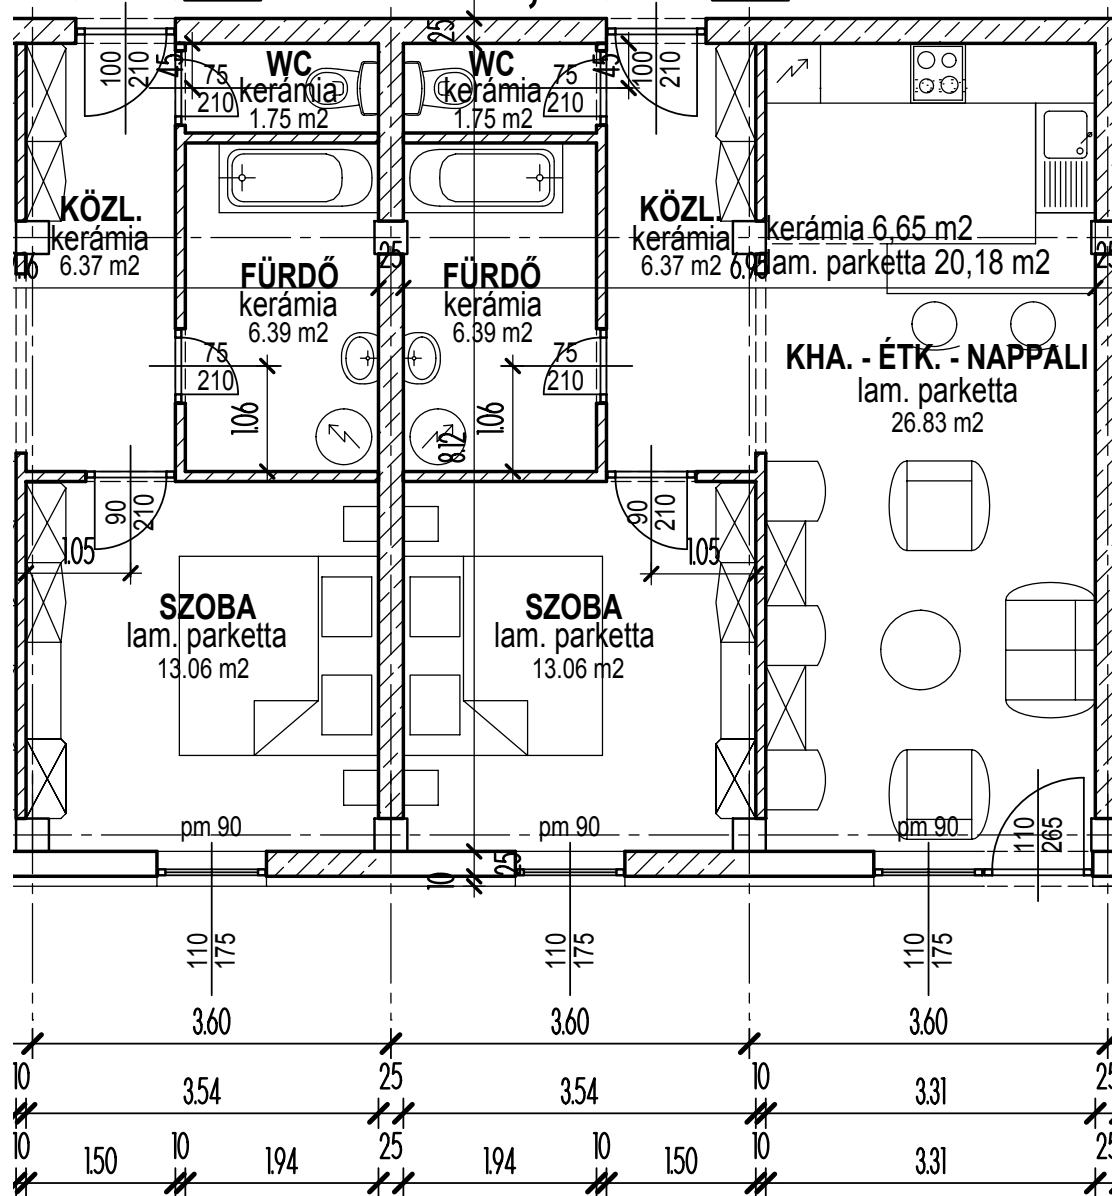 25
100
210
45
75
210
WC
kerámia
1.75 m2
WC
kerámia
1.75 m2
75
210
45
100
210
KÖZL.
kerámia
6.37 m2
KÖZL.
kerámia
6.37 m2
kerámia 6,65 m2
lam. parketta 20,18 m2
25
FÜRDŐ
kerámia
6.39 m2
FÜRDŐ
kerámia
6.39 m2
75
210
75
210
1.06
8.12
1.06
KHA. - ÉTK. - NAPPALI
lam. parketta
26.83 m2
90
210
1.05
90
210
1.05
SZOBA
lam. parketta
13.06 m2
SZOBA
lam. parketta
13.06 m2
pm 90
pm 90
pm 90
110
265
10
25
110
175
110
175
110
175
3.60
3.60
3.60
10
3.54
25
3.54
10
3.31
25
10
1.50
10
1.94
25
1.94
10
1.50
10
3.31
25